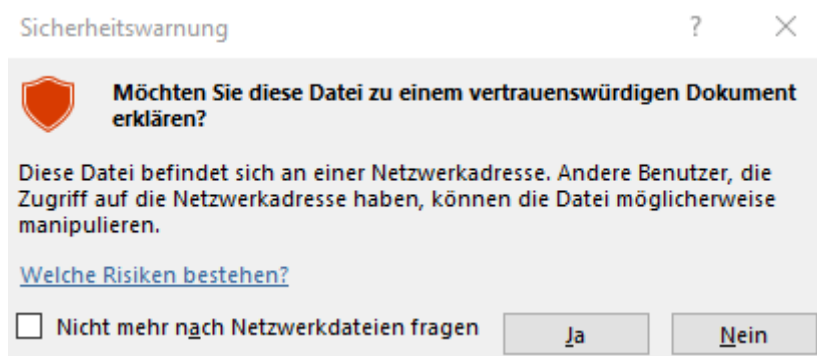 Sicherheitswarnung ? ×
Möchten Sie diese Datei zu einem vertrauenswürdigen Dokument
erklären?
Diese Datei befindet sich an einer Netzwerkadresse. Andere Benutzer, die
Zugriff auf die Netzwerkadresse haben, können die Datei möglicherweise
manipulieren.
Welche Risiken bestehen?
Nicht mehr nach Netzwerkdateien fragen Ja Nein